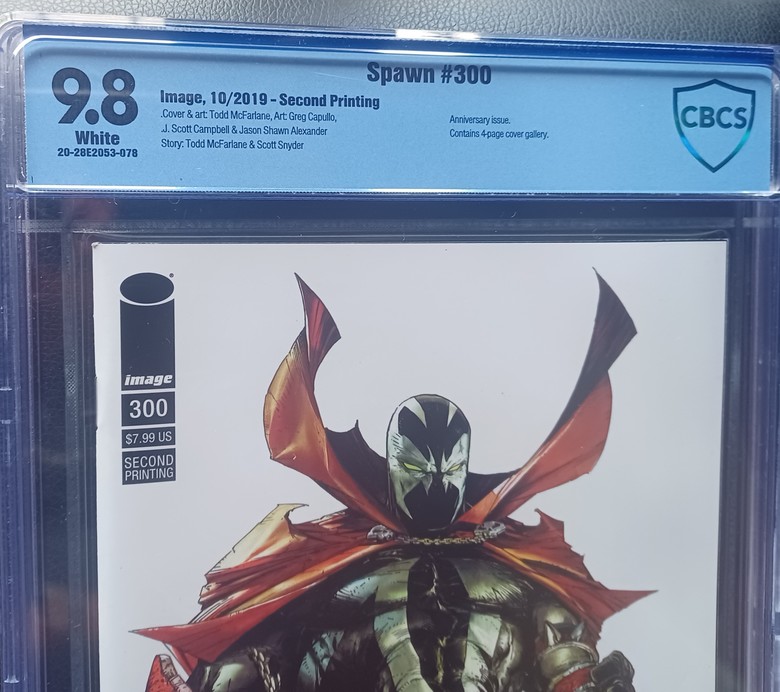 Spawn #300
9.8
White
20-28E2053-078
Image, 10/2019 - Second Printing
.Cover & art: Todd McFarlane, Art: Greg Capullo,
.J. Scott Campbell & Jason Shawn Alexander
Story: Todd McFarlane & Scott Snyder
Anniversary issue.
Contains 4-page cover gallery.
CBCS
image
300
$7.99 US
SECOND
PRINTING